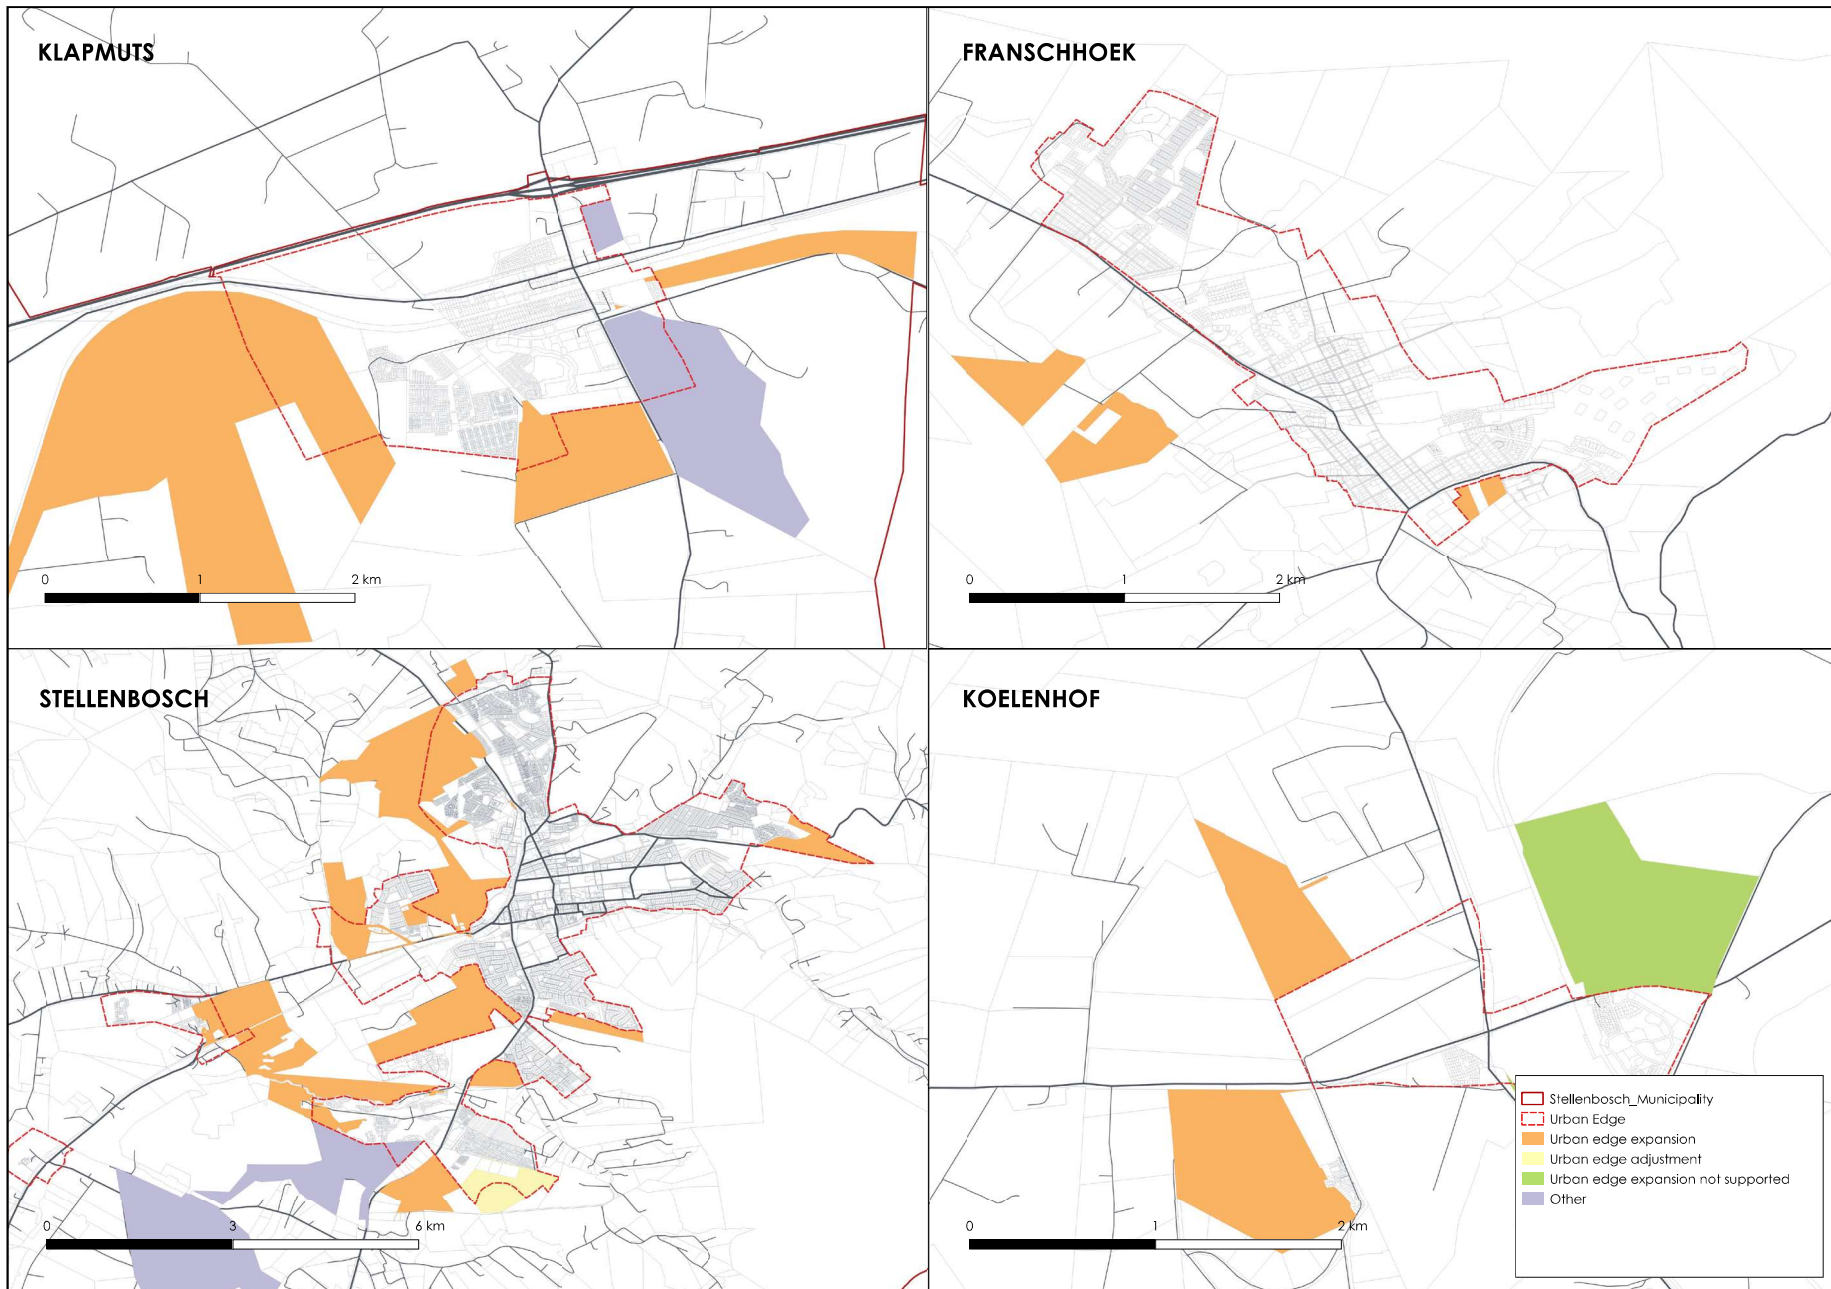 KLAPMUTS
0 1 2 km
FRANSCHHOEK
0 1 2 km
STELLENBOSCH
0 3 6 km
KOELENHOF
0 1 2 km
Stellenbosch_Municipality
Urban Edge
Urban edge expansion
Urban edge adjustment
Urban edge expansion not supported
Other